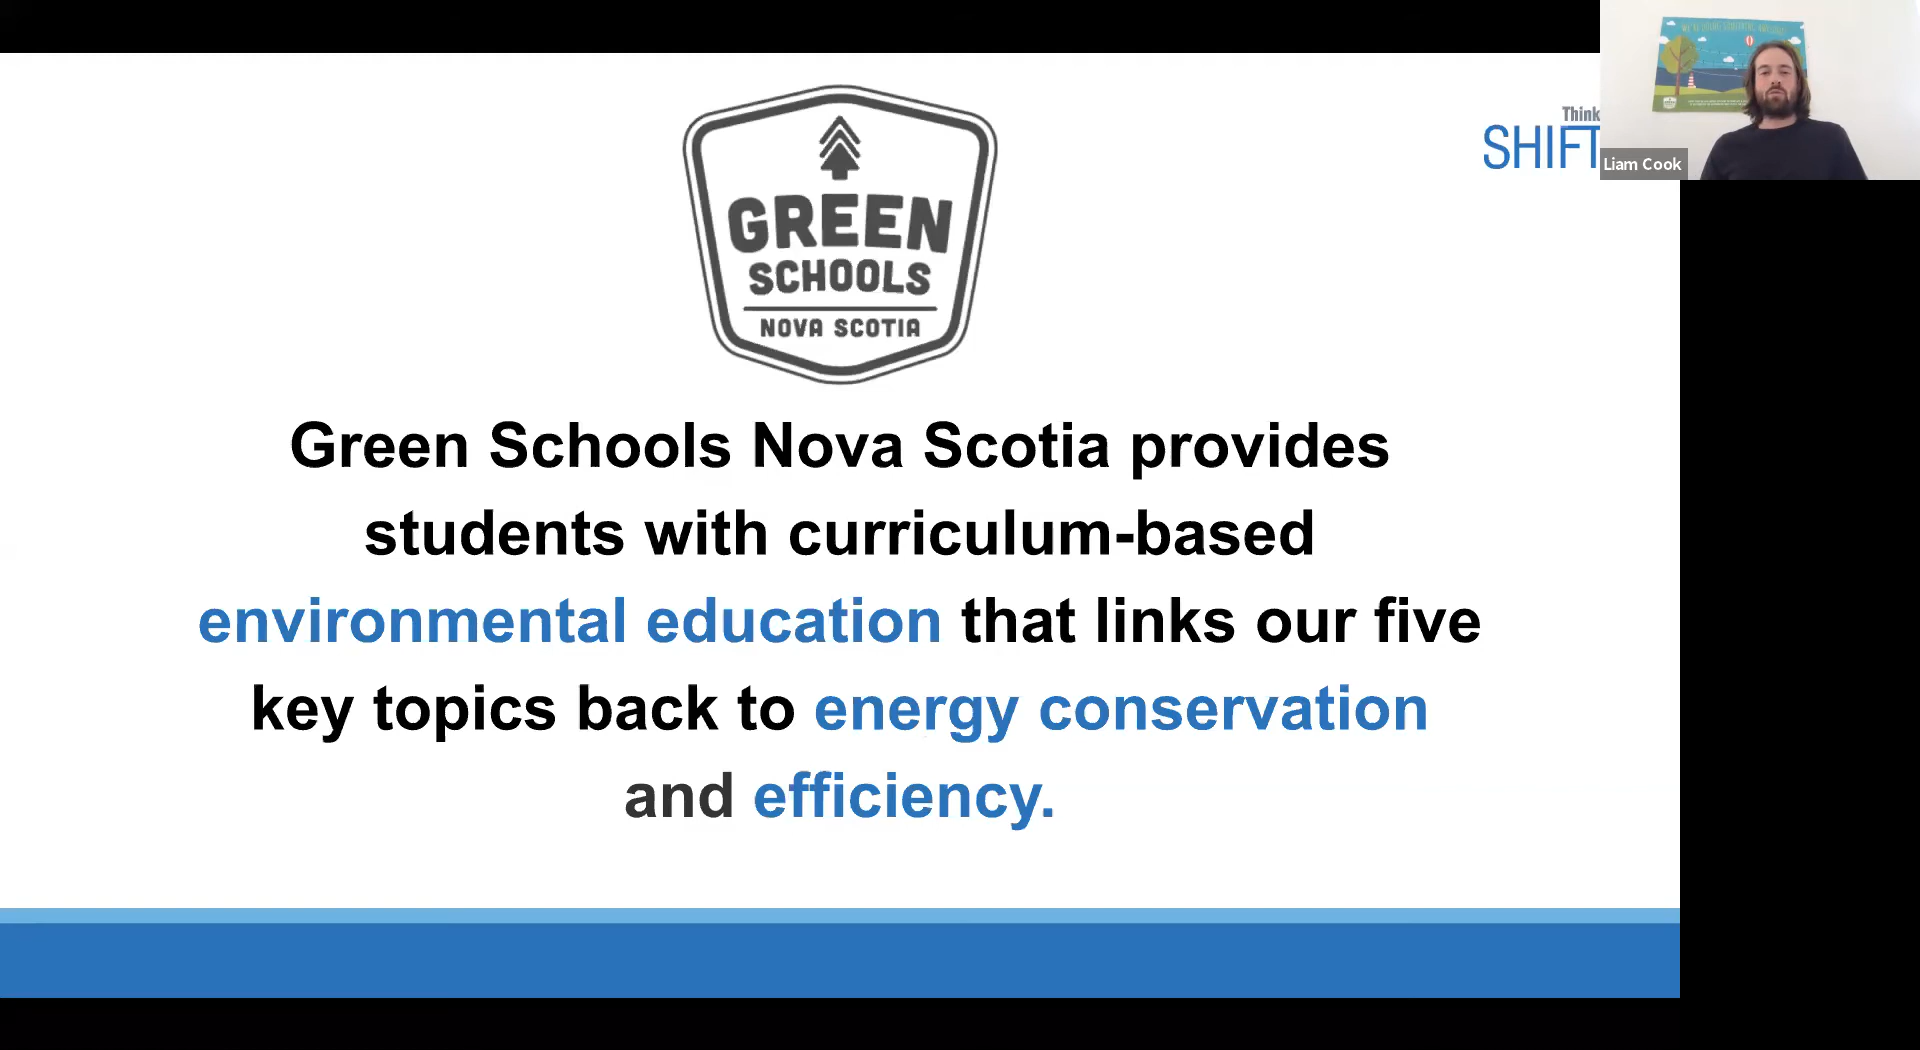 GREEN
SCHOOLS
NOVA SCOTIA
Think
SHIFT
Liam Cook
Green Schools Nova Scotia provides
students with curriculum-based
environmental education that links our five
key topics back to energy conservation
and efficiency.